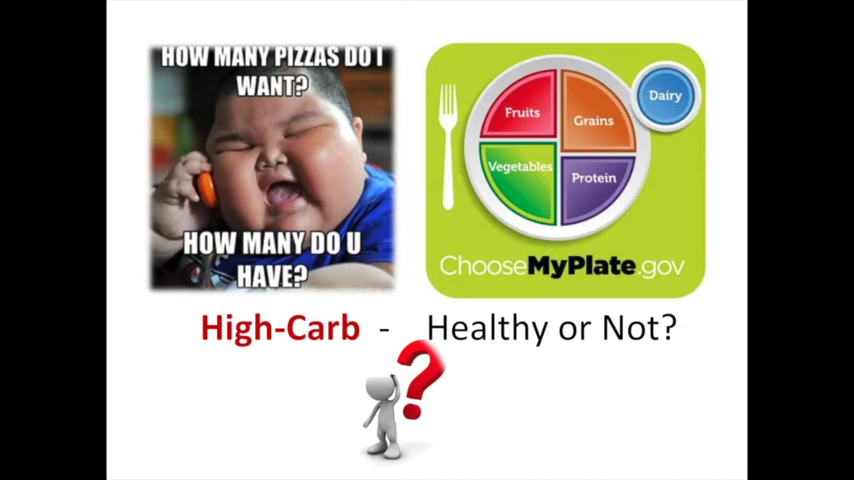 HOW MANY PIZZAS DO I
WANT?
HOW MANY DO U
HAVE?
Fruits
Grains
Dairy
Vegetables
Protein
ChooseMyPlate.gov
High-Carb - Healthy or Not?
?